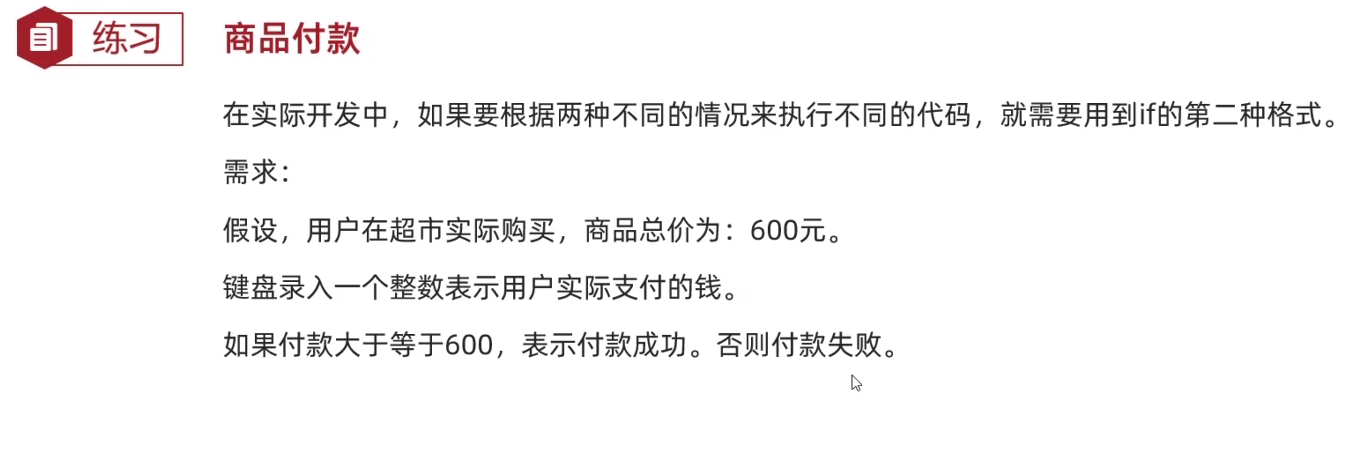 练习
商品付款
在实际开发中，如果要根据两种不同的情况来执行不同的代码，就需要用到if的第二种格式。
需求：
假设，用户在超市实际购买，商品总价为：600元。
键盘录入一个整数表示用户实际支付的钱。
如果付款大于等于600，表示付款成功。否则付款失败。